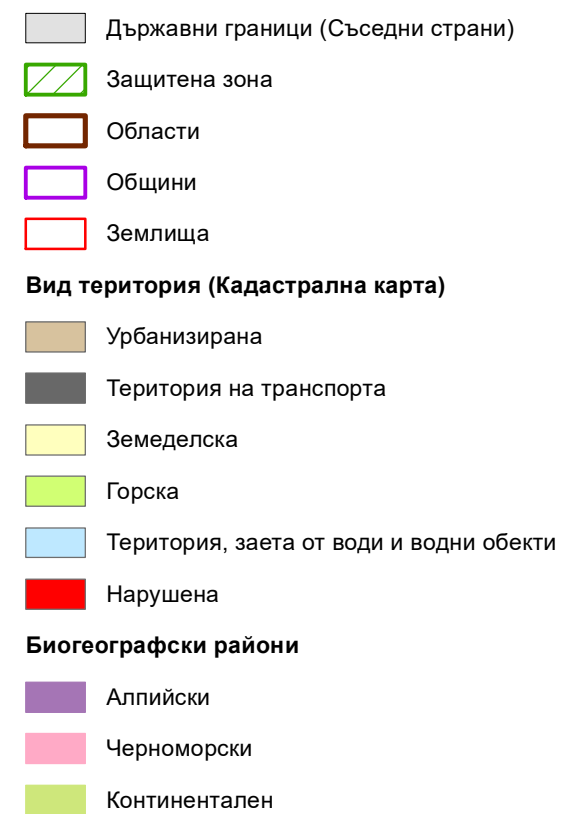 Държавни граници (Съседни страни)
Защитена зона
Области
Общини
Землища
Вид територия (Кадастрална карта)
Урбанизирана
Територия на транспорта
Земеделска
Горска
Територия, заета от води и водни обекти
Нарушена
Биогеографски райони
Алпийски
Черноморски
Континентален